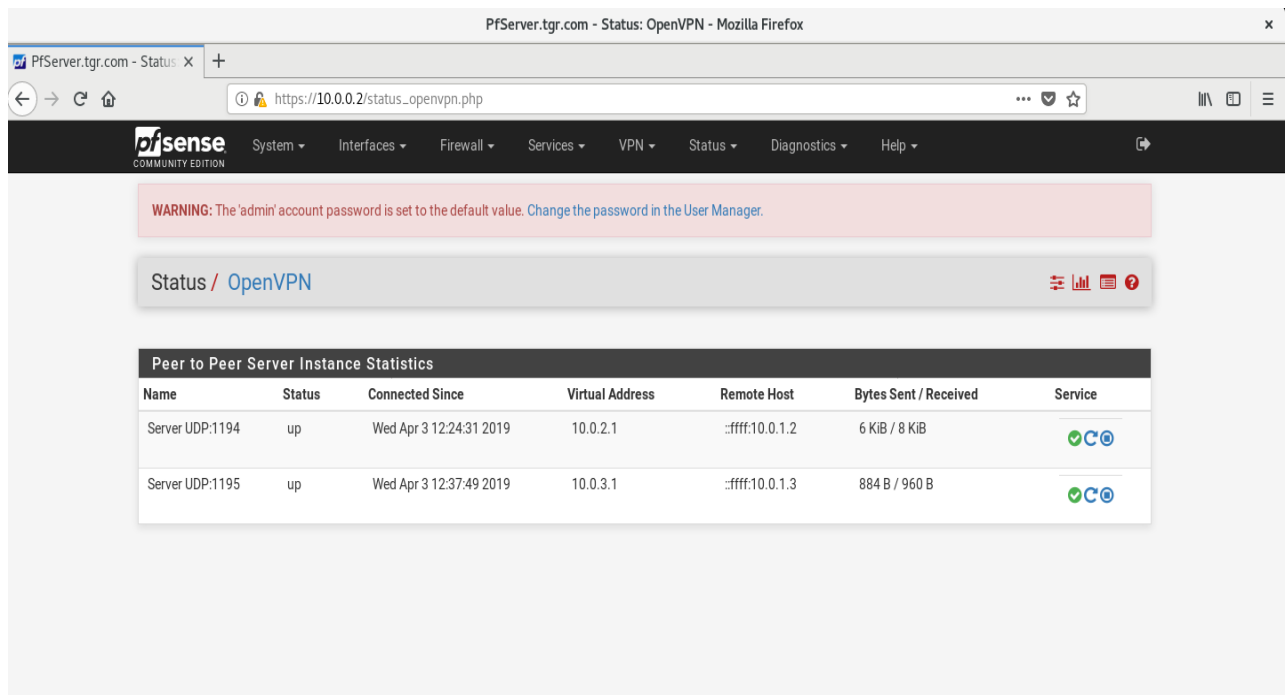 PfServer.tgr.com - Status: OpenVPN - Mozilla Firefox
PfServer.tgr.com - Status
https://10.0.0.2/status_openvpn.php
pfsense System Interfaces Firewall Services VPN Status Diagnostics Help
COMMUNITY EDITION
WARNING: The 'admin' account password is set to the default value. Change the password in the User Manager.
Status / OpenVPN
Peer to Peer Server Instance Statistics
Name Status Connected Since Virtual Address Remote Host Bytes Sent / Received Service
Server UDP:1194 up Wed Apr 3 12:24:31 2019 10.0.2.1 ::ffff:10.0.1.2 6 KiB / 8 KiB
Server UDP:1195 up Wed Apr 3 12:37:49 2019 10.0.3.1 ::ffff:10.0.1.3 884 B / 960 B